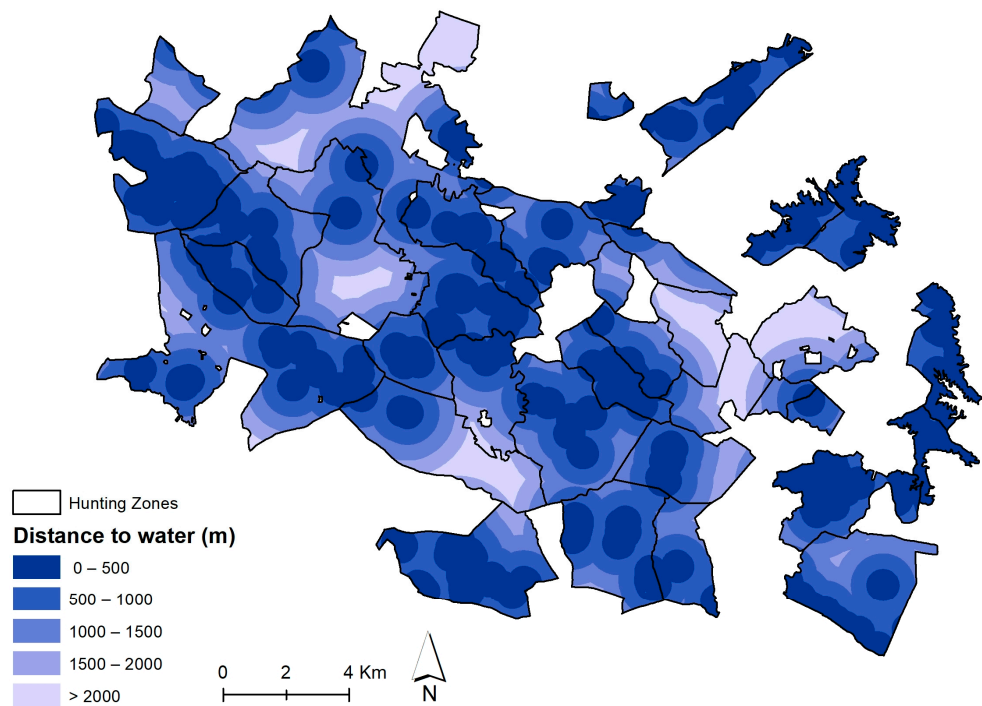 Hunting Zones
Distance to water (m)
0 – 500
500 – 1000
1000 – 1500
1500 – 2000
> 2000
0 2 4 Km
N